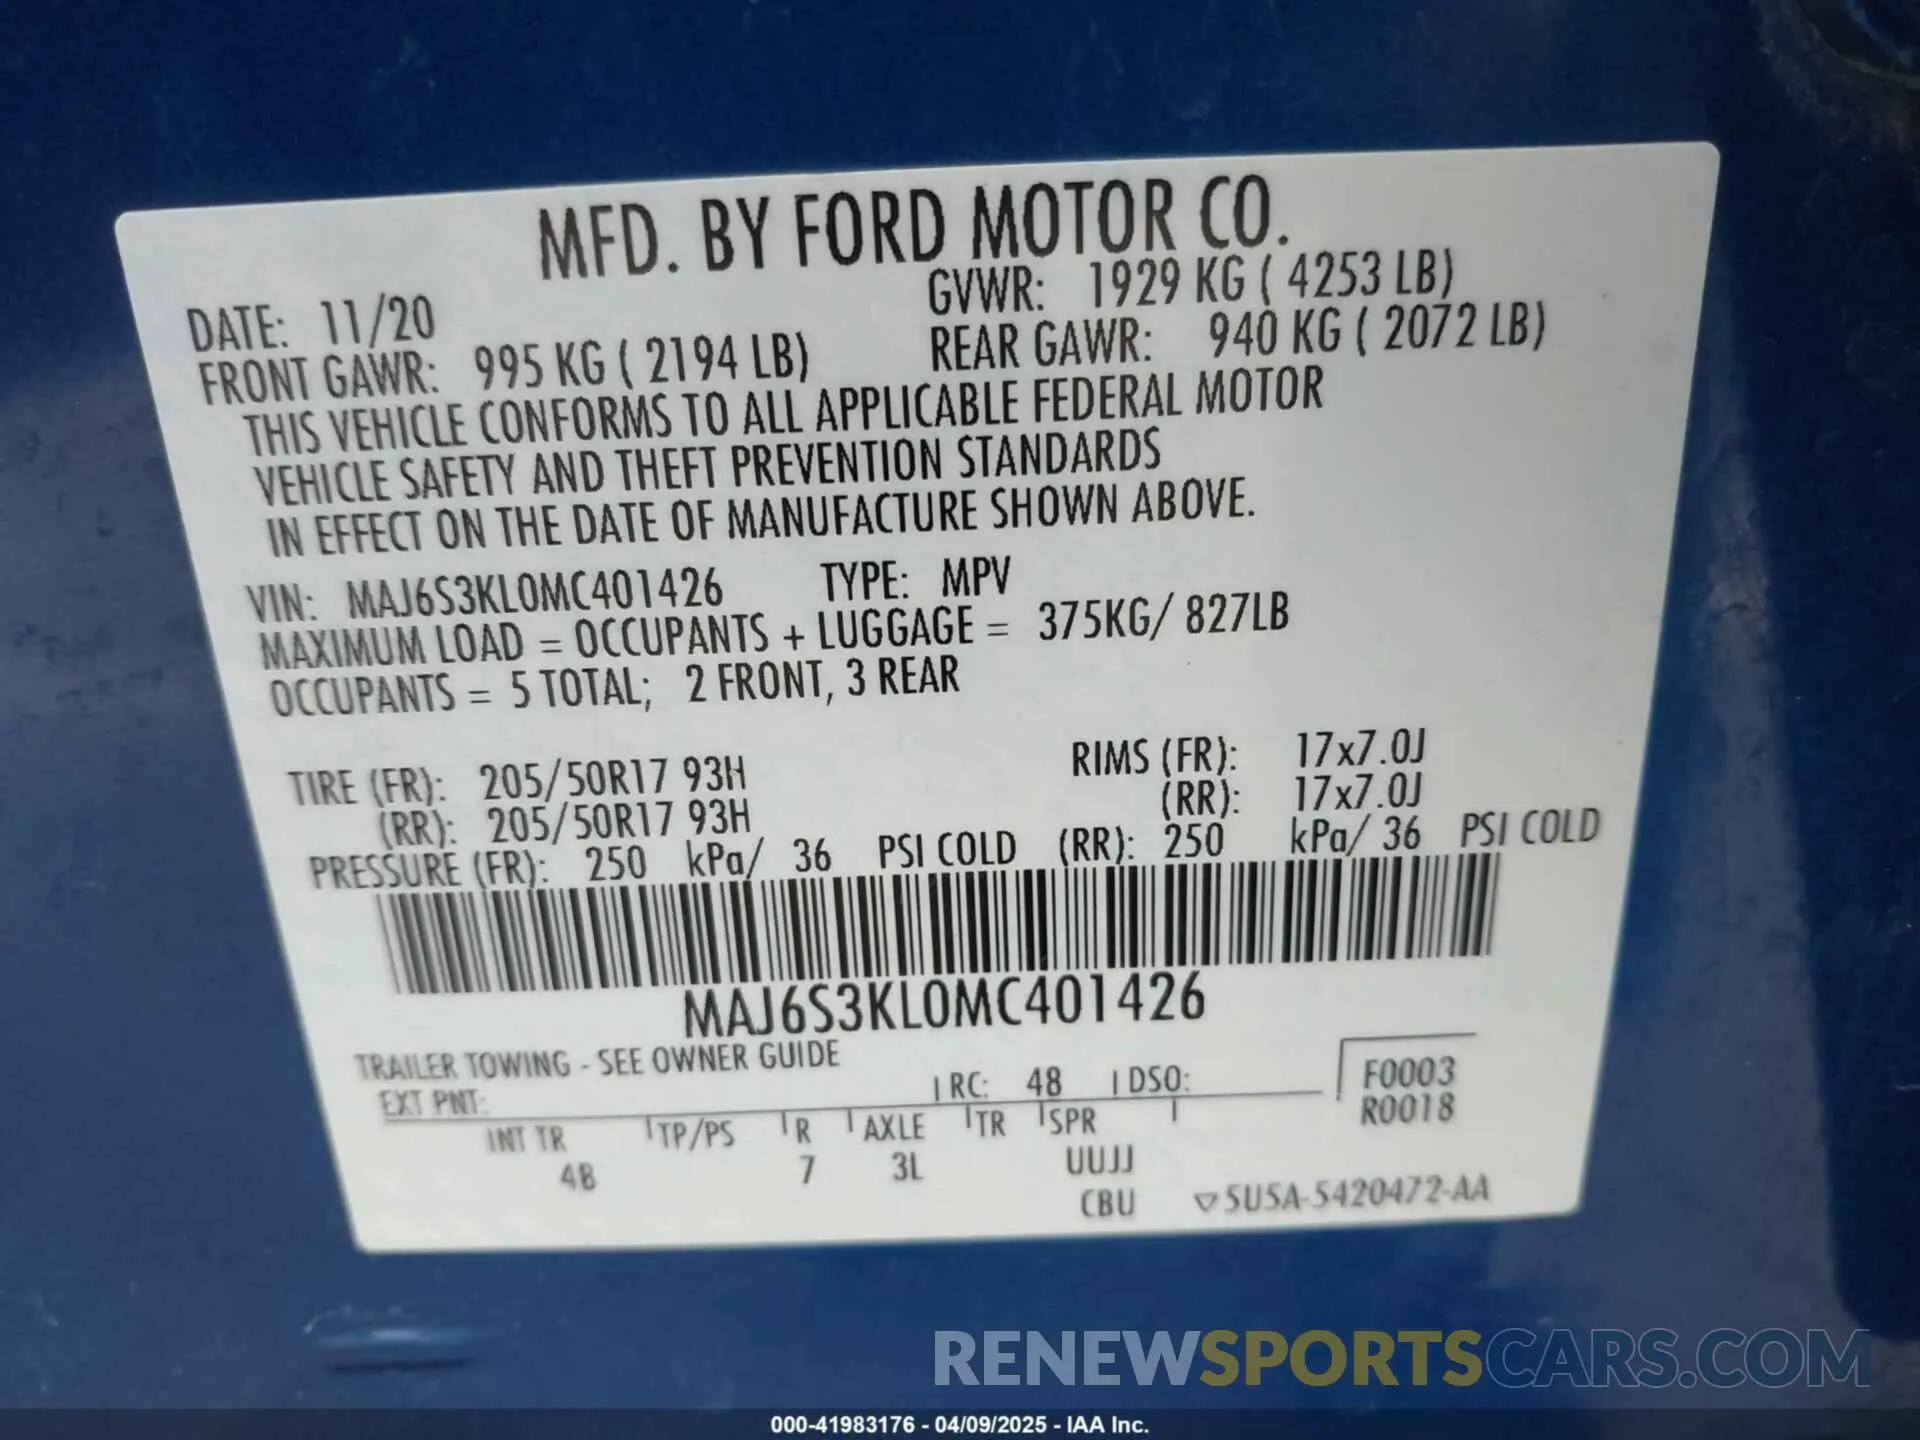 MFD. BY FORD MOTOR CO.
DATE: 11/20 GVWR: 1929 KG ( 4253 LB)
FRONT GAWR: 995 KG ( 2194 LB) REAR GAWR: 940 KG ( 2072 LB)
THIS VEHICLE CONFORMS TO ALL APPLICABLE FEDERAL MOTOR
VEHICLE SAFETY AND THEFT PREVENTION STANDARDS
IN EFFECT ON THE DATE OF MANUFACTURE SHOWN ABOVE.
VIN: MAJ6S3KL0MC401426 TYPE: MPV
MAXIMUM LOAD = OCCUPANTS + LUGGAGE = 375KG/ 827LB
OCCUPANTS = 5 TOTAL; 2 FRONT, 3 REAR
TIRE (FR): 205/50R17 93H RIMS (FR): 17x7.0J
(RR): 205/50R17 93H (RR): 17x7.0J
PRESSURE (FR): 250 kPa/ 36 PSI COLD (RR): 250 kPa/ 36 PSI COLD
MAJ6S3KL0MC401426
TRAILER TOWING - SEE OWNER GUIDE
EXT PNT: RC: 48 DSO: F0003
R0018
INT TR TP/PS R AXLE TR SPR
4B 7 3L UUJJ
CBU ▽5U5A-5420472-AA
RENEWSPORTSCARS.COM
000-41983176 - 04/09/2025 - IAA Inc.